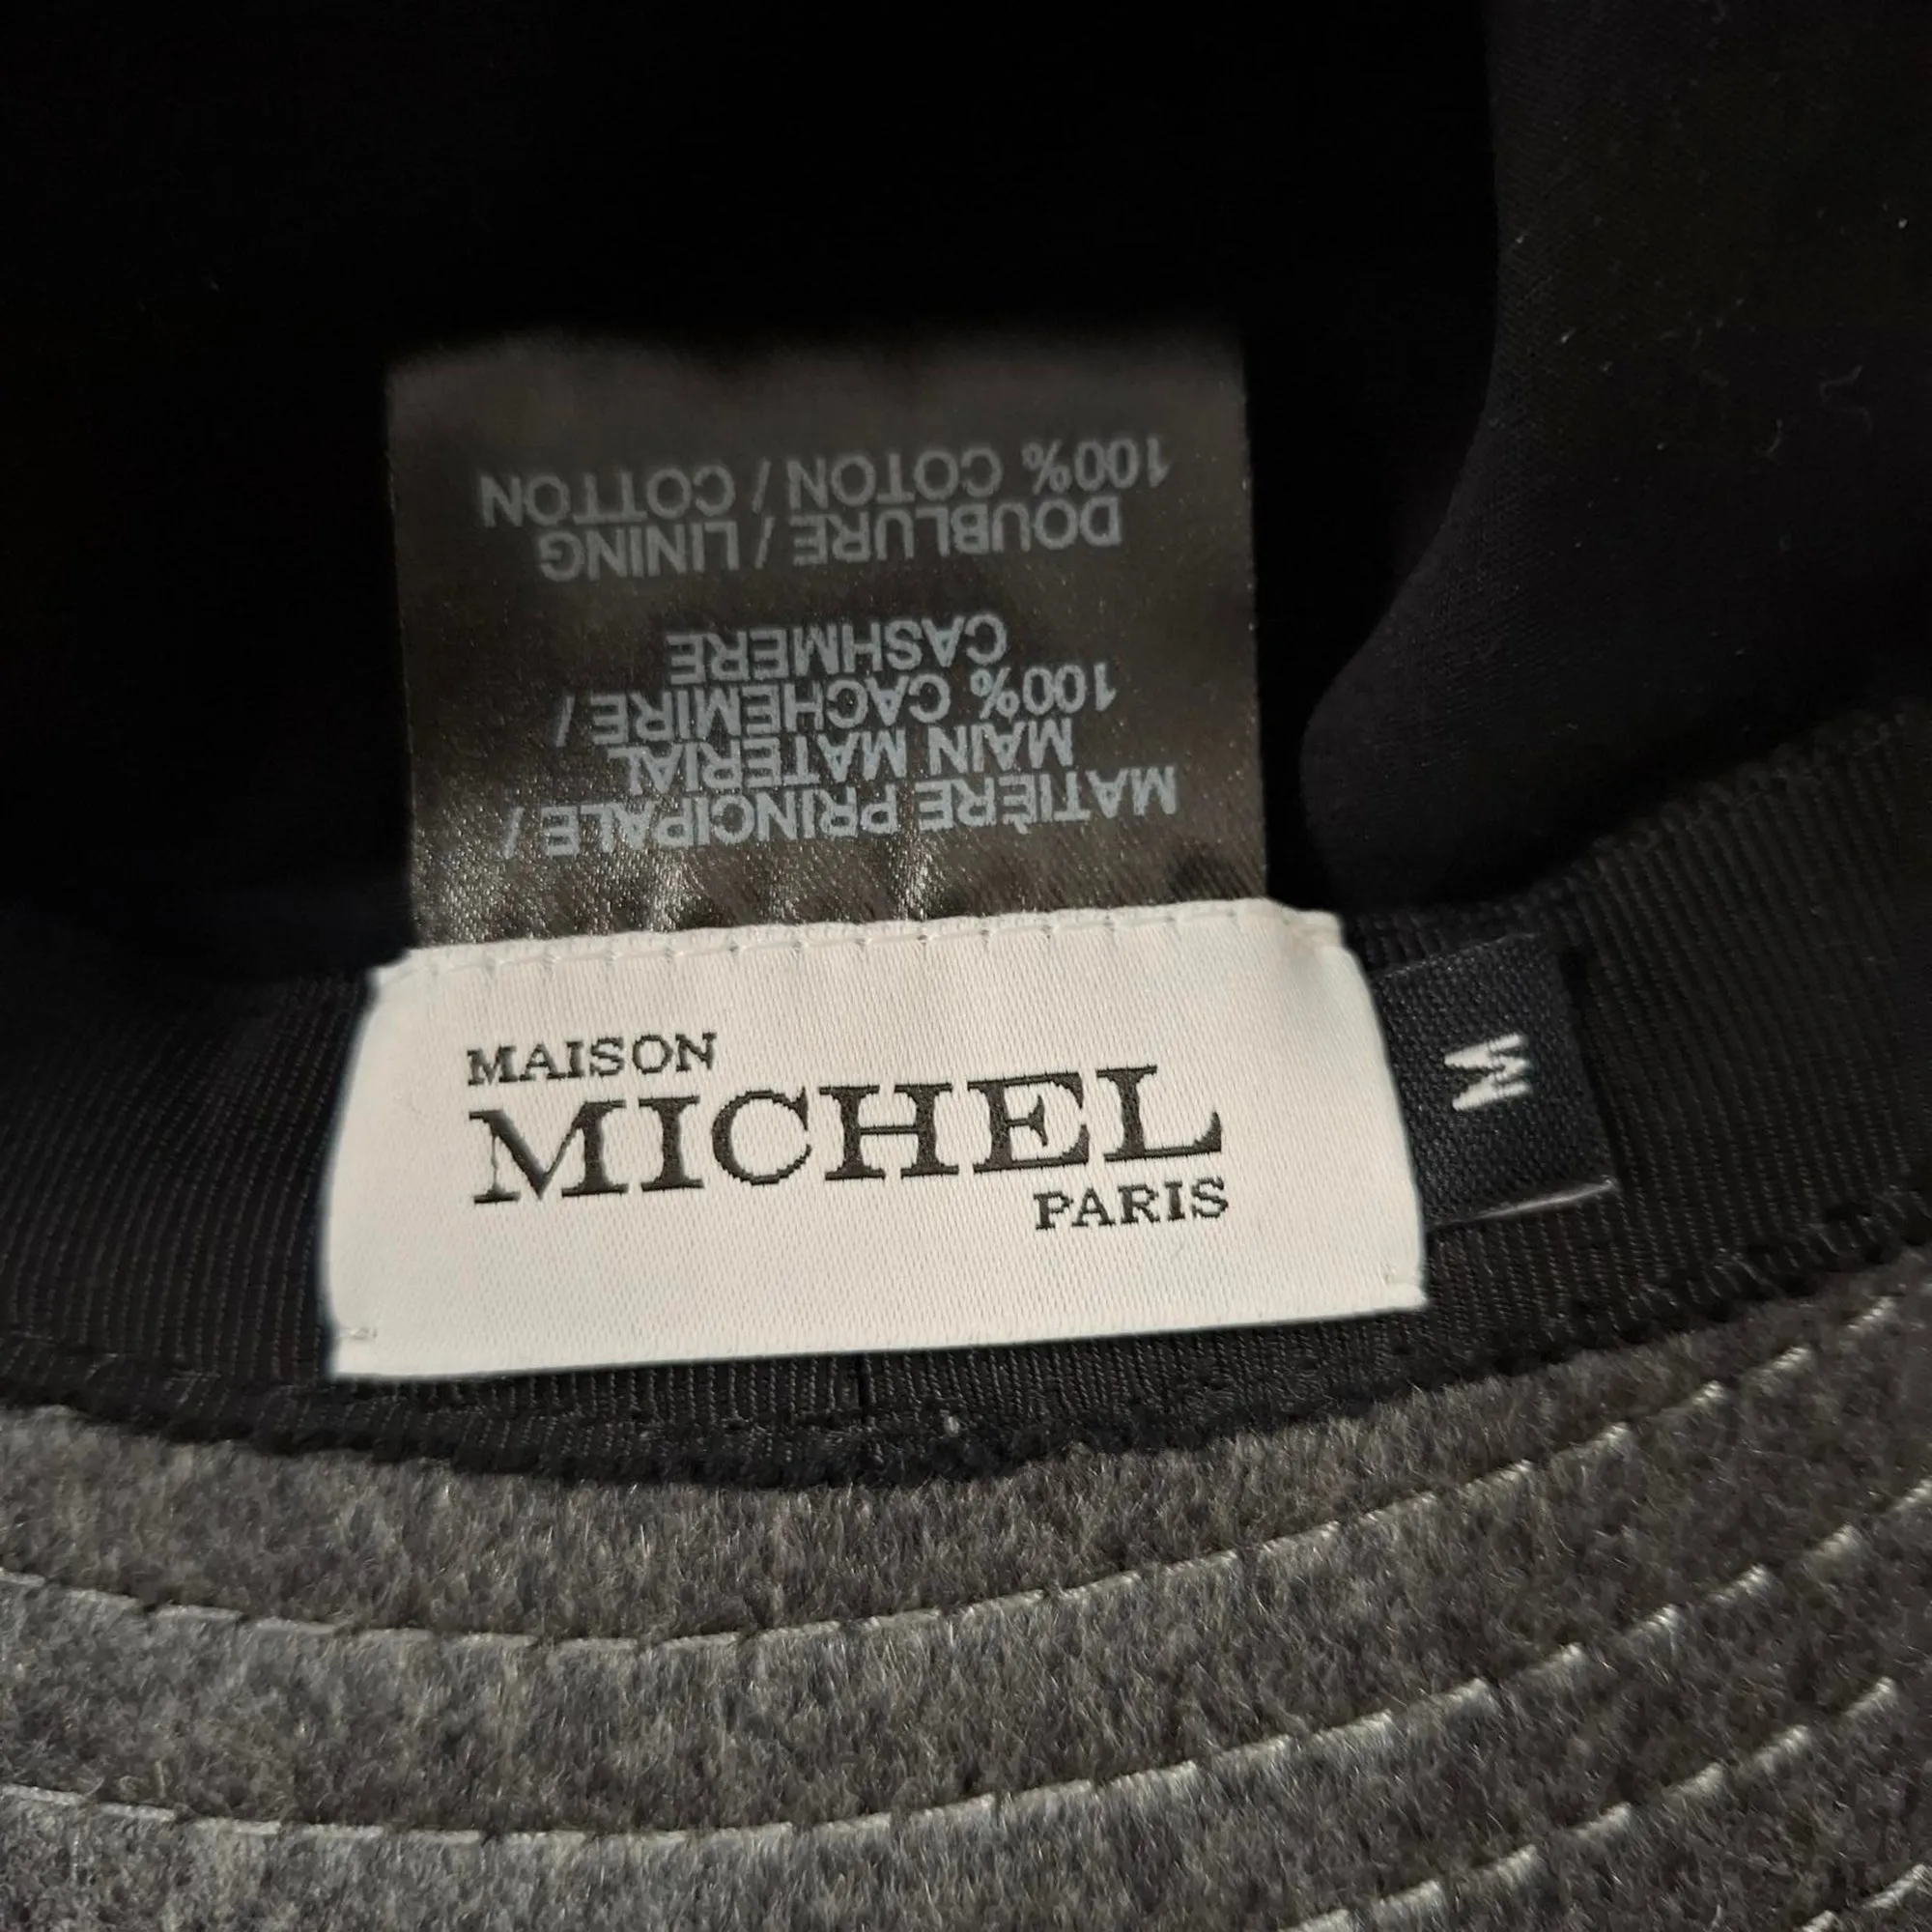 MATIÈRE PRINCIPALE /
MAIN MATERIAL
100% CACHEMIRE /
CASHMERE
DOUBLURE / LINING
100% COTON / COTTON
MAISON
MICHEL
PARIS
M